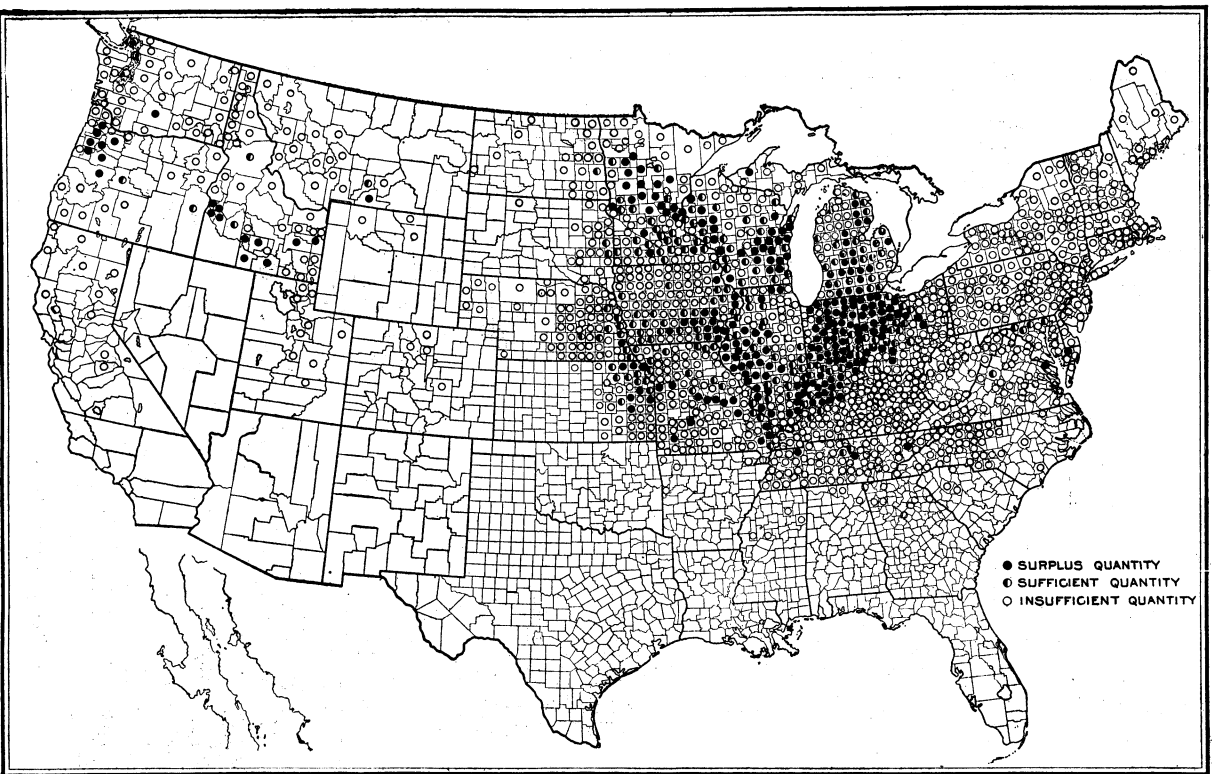 ● SURPLUS QUANTITY
◐ SUFFICIENT QUANTITY
○ INSUFFICIENT QUANTITY